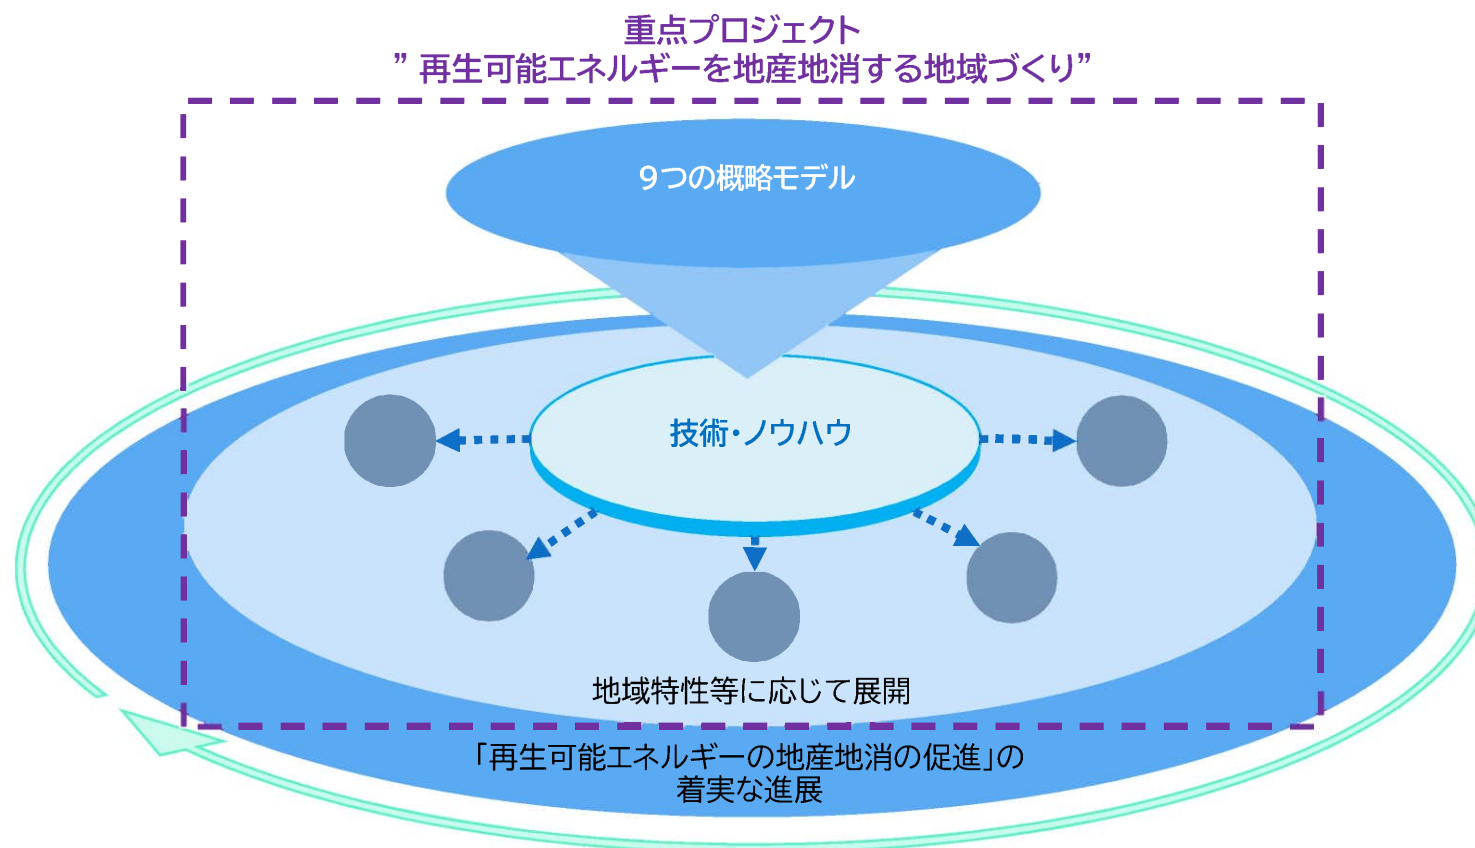 重点プロジェクト
”再生可能エネルギーを地産地消する地域づくり”
9つの概略モデル
技術・ノウハウ
地域特性等に応じて展開
「再生可能エネルギーの地産地消の促進」の
着実な進展